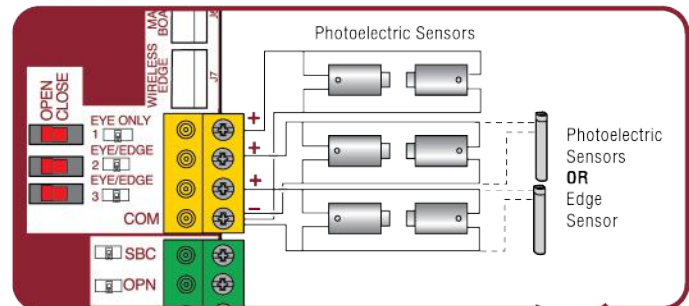 MA
BOA
J6
WIRELESS
EDGE
J7
Photoelectric Sensors
OPEN
CLOSE
EYE ONLY
1
EYE/EDGE
2
EYE/EDGE
3
COM
+
+
+
–
Photoelectric
Sensors
OR
Edge
Sensor
SBC
OPN